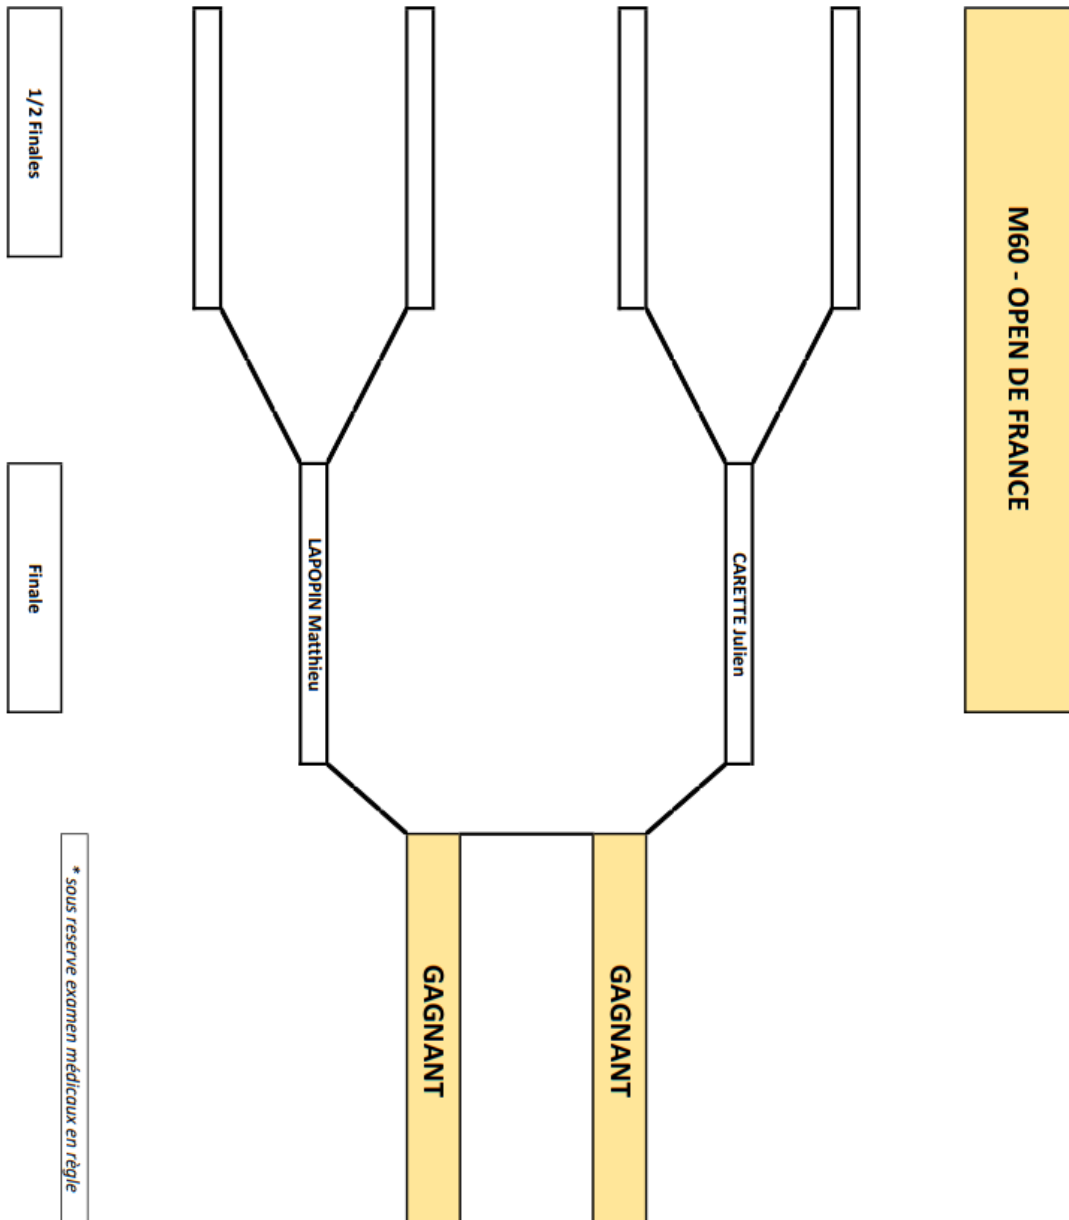 M60 - OPEN DE FRANCE
CARETTE Julien
GAGNANT
GAGNANT
LAPOPIN Matthieu
* sous reserve examen médicaux en règle
1/2 Finales
Finale